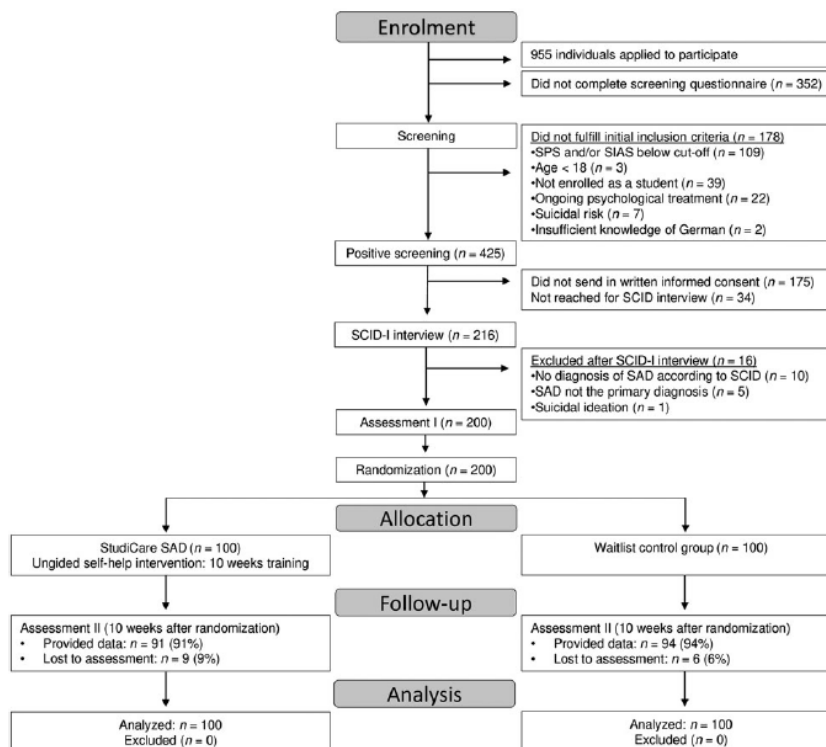 Enrolment
955 individuals applied to participate
Did not complete screening questionnaire (n = 352)
Screening
Did not fulfill initial inclusion criteria (n = 178)
•SPS and/or SIAS below cut-off (n = 109)
•Age < 18 (n = 3)
•Not enrolled as a student (n = 39)
•Ongoing psychological treatment (n = 22)
•Suicidal risk (n = 7)
•Insufficient knowledge of German (n = 2)
Positive screening (n = 425)
Did not send in written informed consent (n = 175)
Not reached for SCID interview (n = 34)
SCID-I interview (n = 216)
Excluded after SCID-I interview (n = 16)
•No diagnosis of SAD according to SCID (n = 10)
•SAD not the primary diagnosis (n = 5)
•Suicidal ideation (n = 1)
Assessment I (n = 200)
Randomization (n = 200)
Allocation
StudiCare SAD (n = 100)
Ungided self-help intervention: 10 weeks training
Waitlist control group (n = 100)
Follow-up
Assessment II (10 weeks after randomization)
• Provided data: n = 91 (91%)
• Lost to assessment: n = 9 (9%)
Assessment II (10 weeks after randomization)
• Provided data: n = 94 (94%)
• Lost to assessment: n = 6 (6%)
Analysis
Analyzed: n = 100
Excluded (n = 0)
Analyzed: n = 100
Excluded (n = 0)